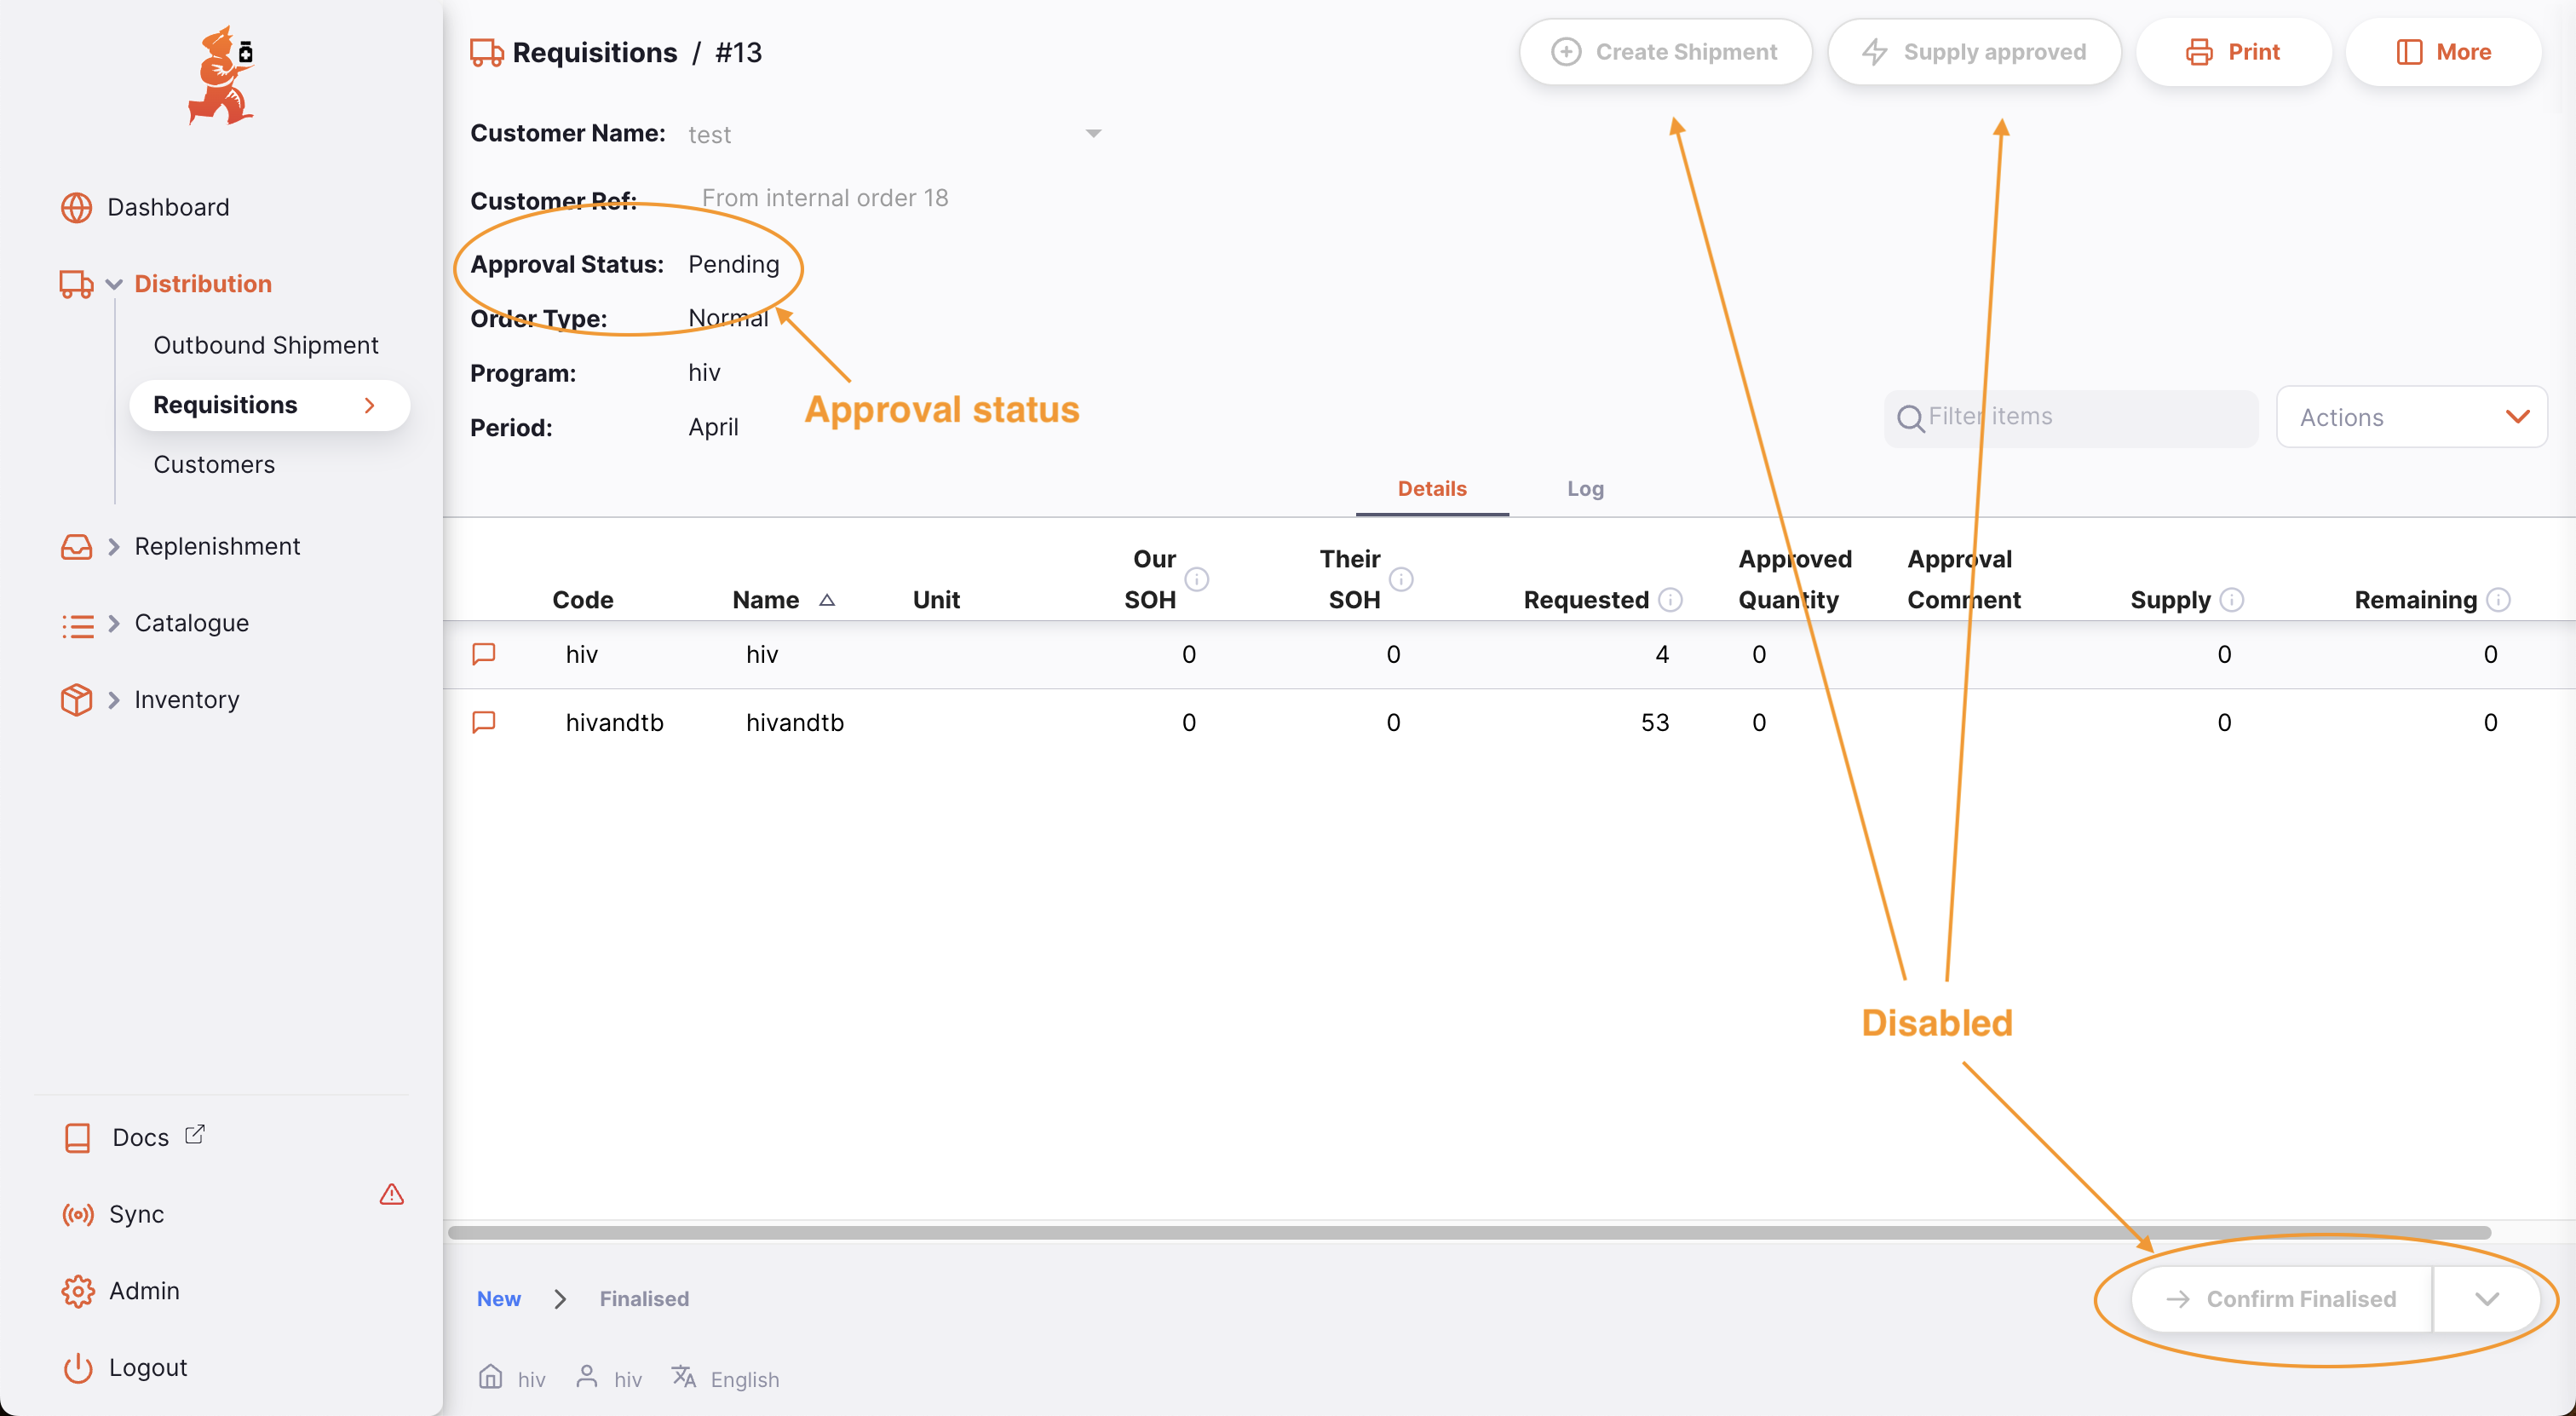 Requisitions / #13
Create Shipment
Supply approved
Print
More
Customer Name: test
Customer Ref: From internal order 18
Approval Status: Pending
Order Type: Normal
Program: hiv
Period: April
Approval status
Filter items
Actions
Dashboard
Distribution
Outbound Shipment
Requisitions
Customers
Replenishment
Catalogue
Inventory
Docs
Sync
Admin
Logout
Details Log
Code Name Unit Our SOH Their SOH Requested Approved Quantity Approval Comment Supply Remaining
hiv hiv 0 0 4 0 0 0
hivandtb hivandtb 0 0 53 0 0 0
Disabled
New Finalised
Confirm Finalised
hiv hiv English